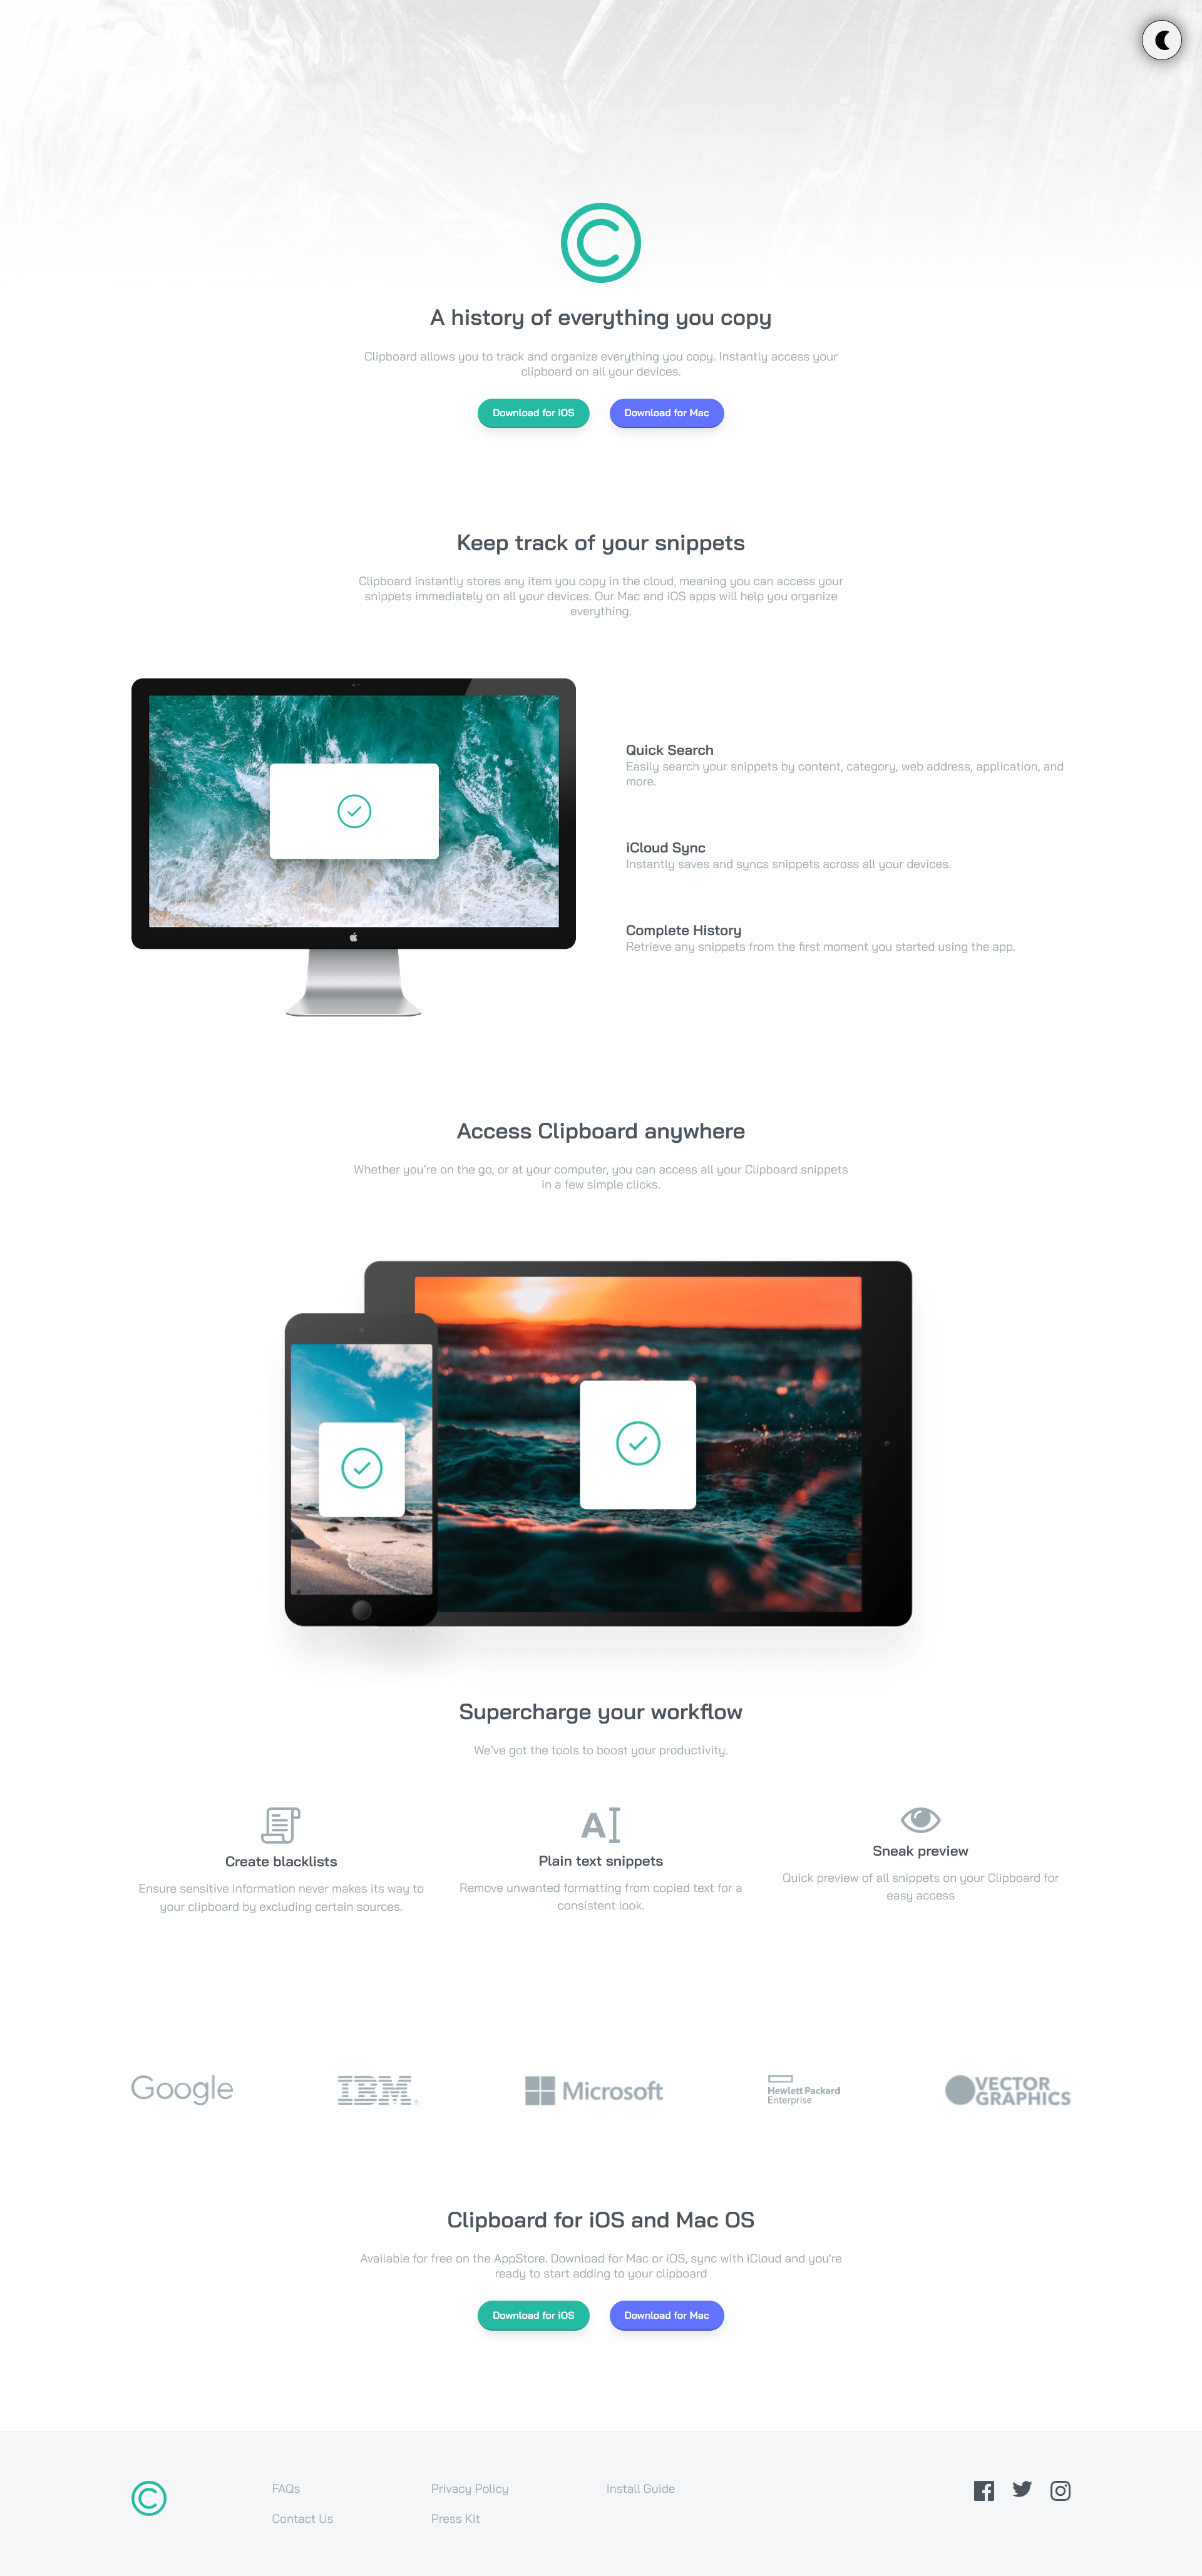 A history of everything you copy
Clipboard allows you to track and organize everything you copy. Instantly access your
clipboard on all your devices.
Download for iOS
Download for Mac
Keep track of your snippets
Clipboard instantly stores any item you copy in the cloud, meaning you can access your
snippets immediately on all your devices. Our Mac and iOS apps will help you organize
everything.
Quick Search
Easily search your snippets by content, category, web address, application, and
more.
iCloud Sync
Instantly saves and syncs snippets across all your devices.
Complete History
Retrieve any snippets from the first moment you started using the app.
Access Clipboard anywhere
Whether you're on the go, or at your computer, you can access all your Clipboard snippets
in a few simple clicks.
Supercharge your workflow
We've got the tools to boost your productivity.
Create blacklists
Ensure sensitive information never makes its way to
your clipboard by excluding certain sources.
Plain text snippets
Remove unwanted formatting from copied text for a
consistent look.
Sneak preview
Quick preview of all snippets on your Clipboard for
easy access
Google
IBM
Microsoft
Hewlett Packard
Enterprise
VECTOR
GRAPHICS
Clipboard for iOS and Mac OS
Available for free on the AppStore. Download for Mac or iOS, sync with iCloud and you're
ready to start adding to your clipboard
Download for iOS
Download for Mac
FAQs
Contact Us
Privacy Policy
Press Kit
Install Guide